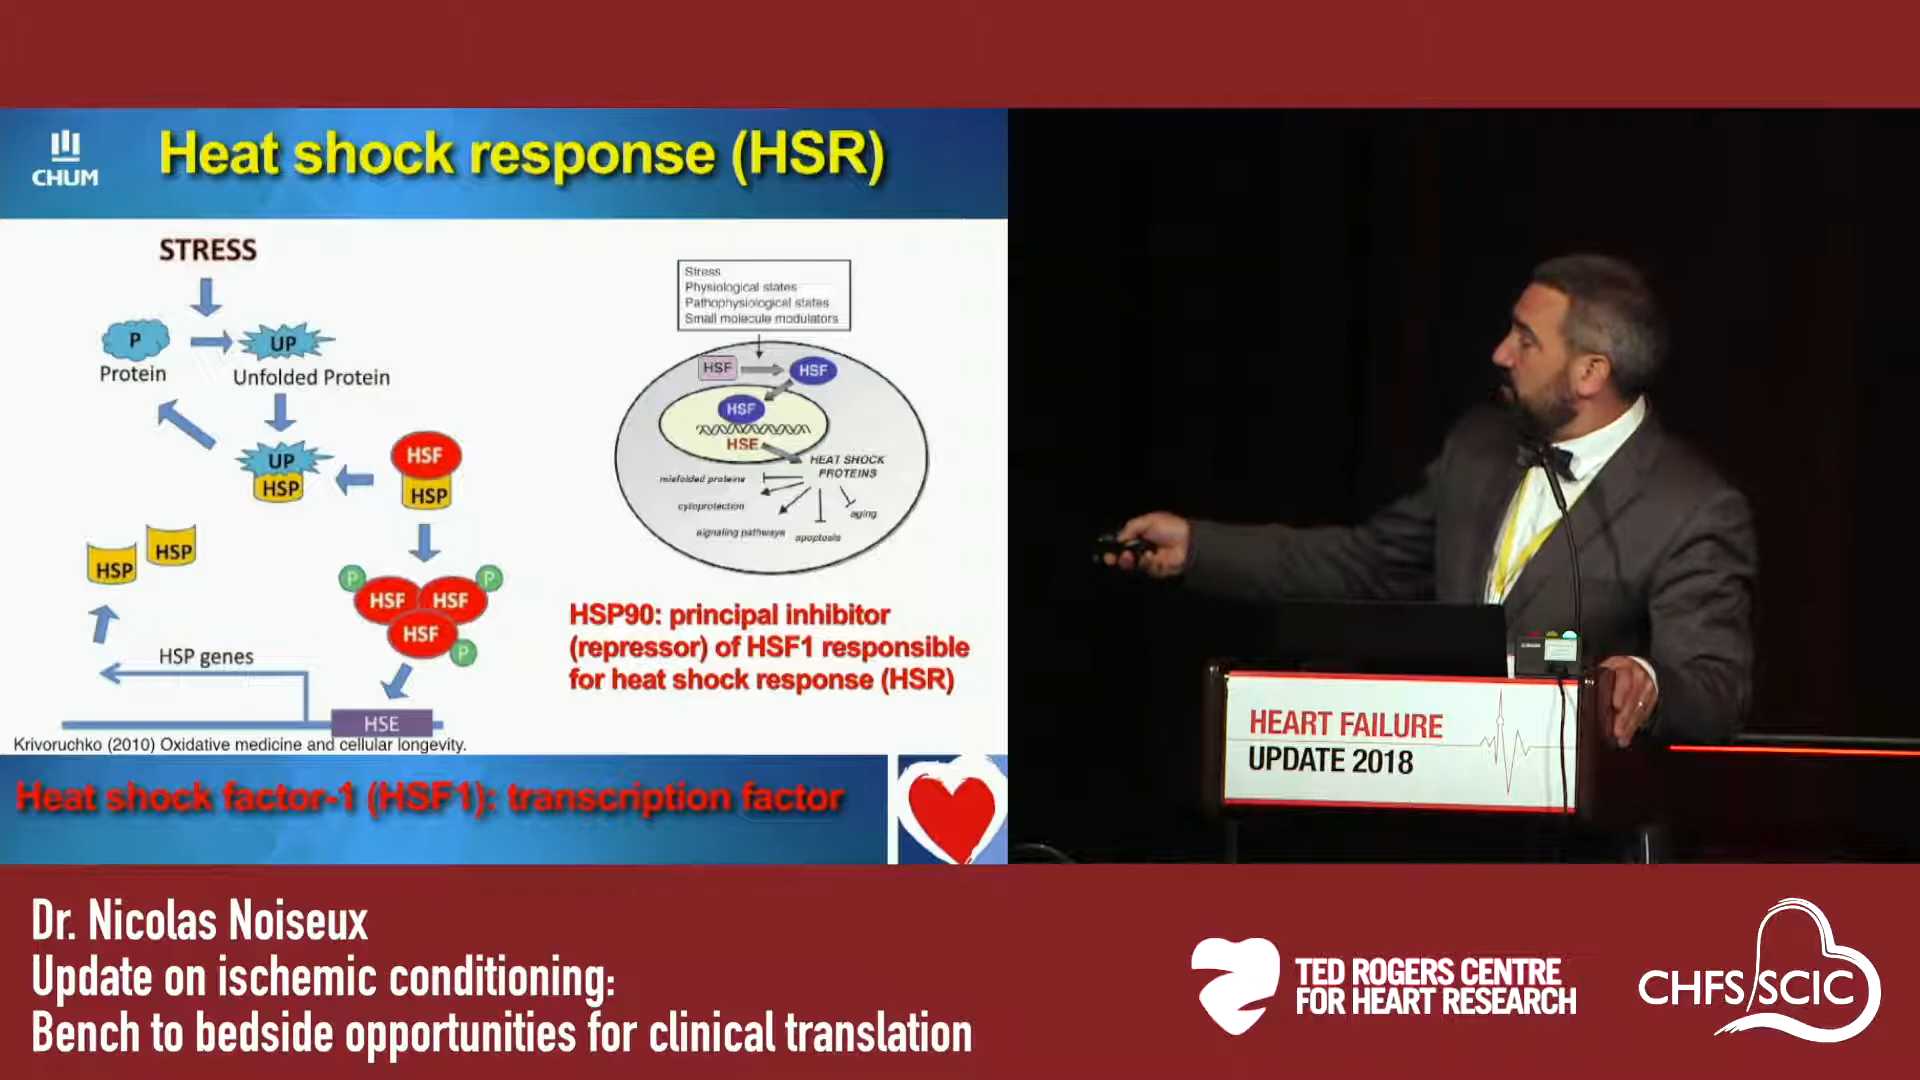 CHUM
Heat shock response (HSR)
STRESS
P
UP
Protein
Unfolded Protein
UP
HSP
HSF
HSP
HSP
HSP
P
P
HSF
HSF
HSF
P
HSP genes
HSE
Krivoruchko (2010) Oxidative medicine and cellular longevity.
Stress
Physiological states
Pathophysiological states
Small molecule modulators
HSF
HSF
HSF
HSE
HEAT SHOCK
PROTEINS
misfolded proteins
cytoprotection
signaling pathways
apoptosis
aging
HSP90: principal inhibitor
(repressor) of HSF1 responsible
for heat shock response (HSR)
Heat shock factor-1 (HSF1): transcription factor
HEART FAILURE
UPDATE 2018
Dr. Nicolas Noiseux
Update on ischemic conditioning:
Bench to bedside opportunities for clinical translation
TED ROGERS CENTRE
FOR HEART RESEARCH
CHFS/SCIC